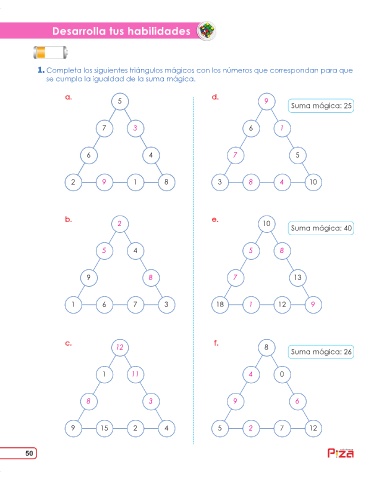 Desarrolla tus habilidades
1. Completa los siguientes triángulos mágicos con los números que correspondan para que
se cumpla la igualdad de la suma mágica.
a.
5
7 3
6 4
2 9 1 8
d.
Suma mágica: 25
9
6 1
7 5
3 8 4 10
b.
2
5 4
9 8
1 6 7 3
e.
Suma mágica: 40
10
5 8
7 13
18 1 12 9
c.
12
1 11
8 3
9 15 2 4
f.
Suma mágica: 26
8
4 0
9 6
5 2 7 12
50